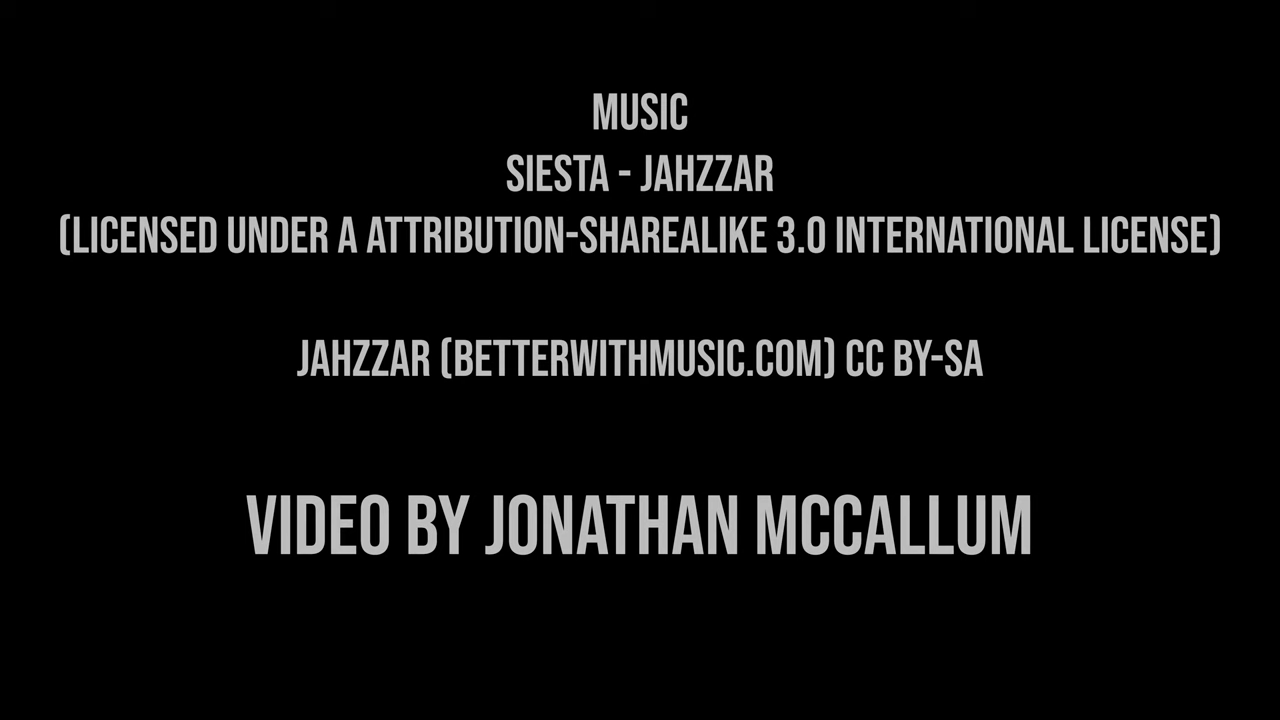 MUSIC
SIESTA - JAHZZAR
(LICENSED UNDER A ATTRIBUTION-SHAREALIKE 3.0 INTERNATIONAL LICENSE)
JAHZZAR (BETTERWITHMUSIC.COM) CC BY-SA
VIDEO BY JONATHAN MCCALLUM